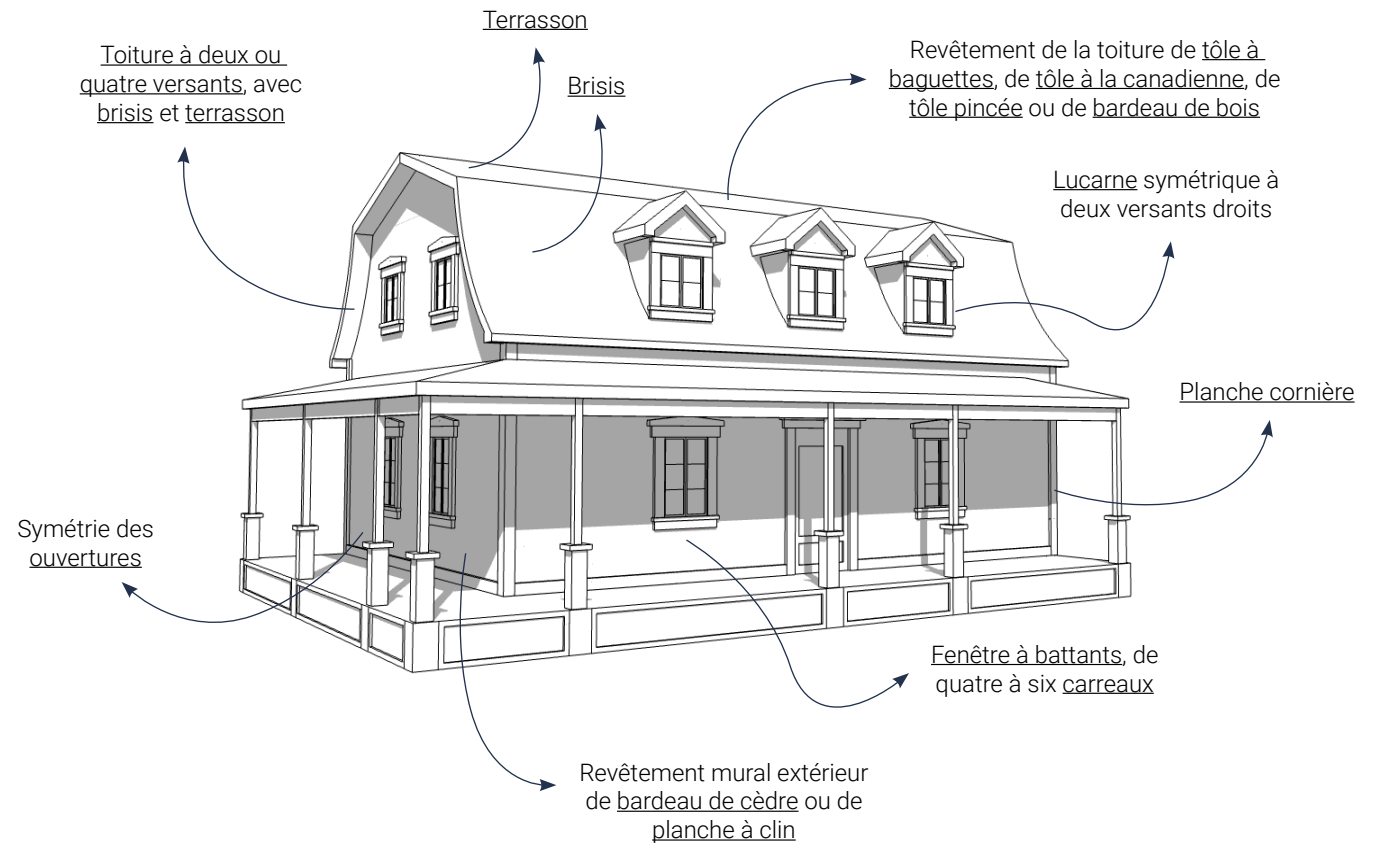 Terrasson
Toiture à deux ou
quatre versants, avec
brisis et terrasson
Brisis
Revêtement de la toiture de tôle à
baguettes, de tôle à la canadienne, de
tôle pincée ou de bardeau de bois
Lucarne symétrique à
deux versants droits
Planche cornière
Symétrie des
ouvertures
Fenêtre à battants, de
quatre à six carreaux
Revêtement mural extérieur
de bardeau de cèdre ou de
planche à clin